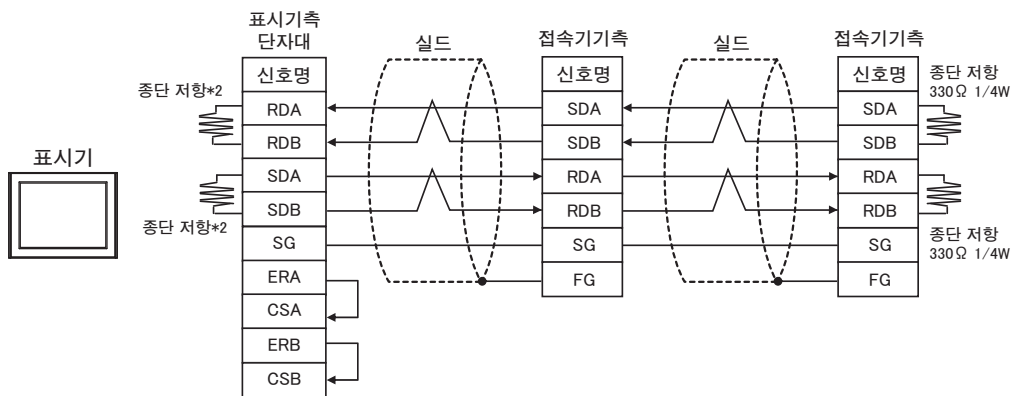 표시기
종단 저항*2
종단 저항*2
표시기측
단자대
신호명
RDA
RDB
SDA
SDB
SG
ERA
CSA
ERB
CSB
실드
접속기기측
신호명
SDA
SDB
RDA
RDB
SG
FG
실드
접속기기측
신호명
SDA
SDB
RDA
RDB
SG
FG
종단 저항
330Ω 1/4W
종단 저항
330Ω 1/4W